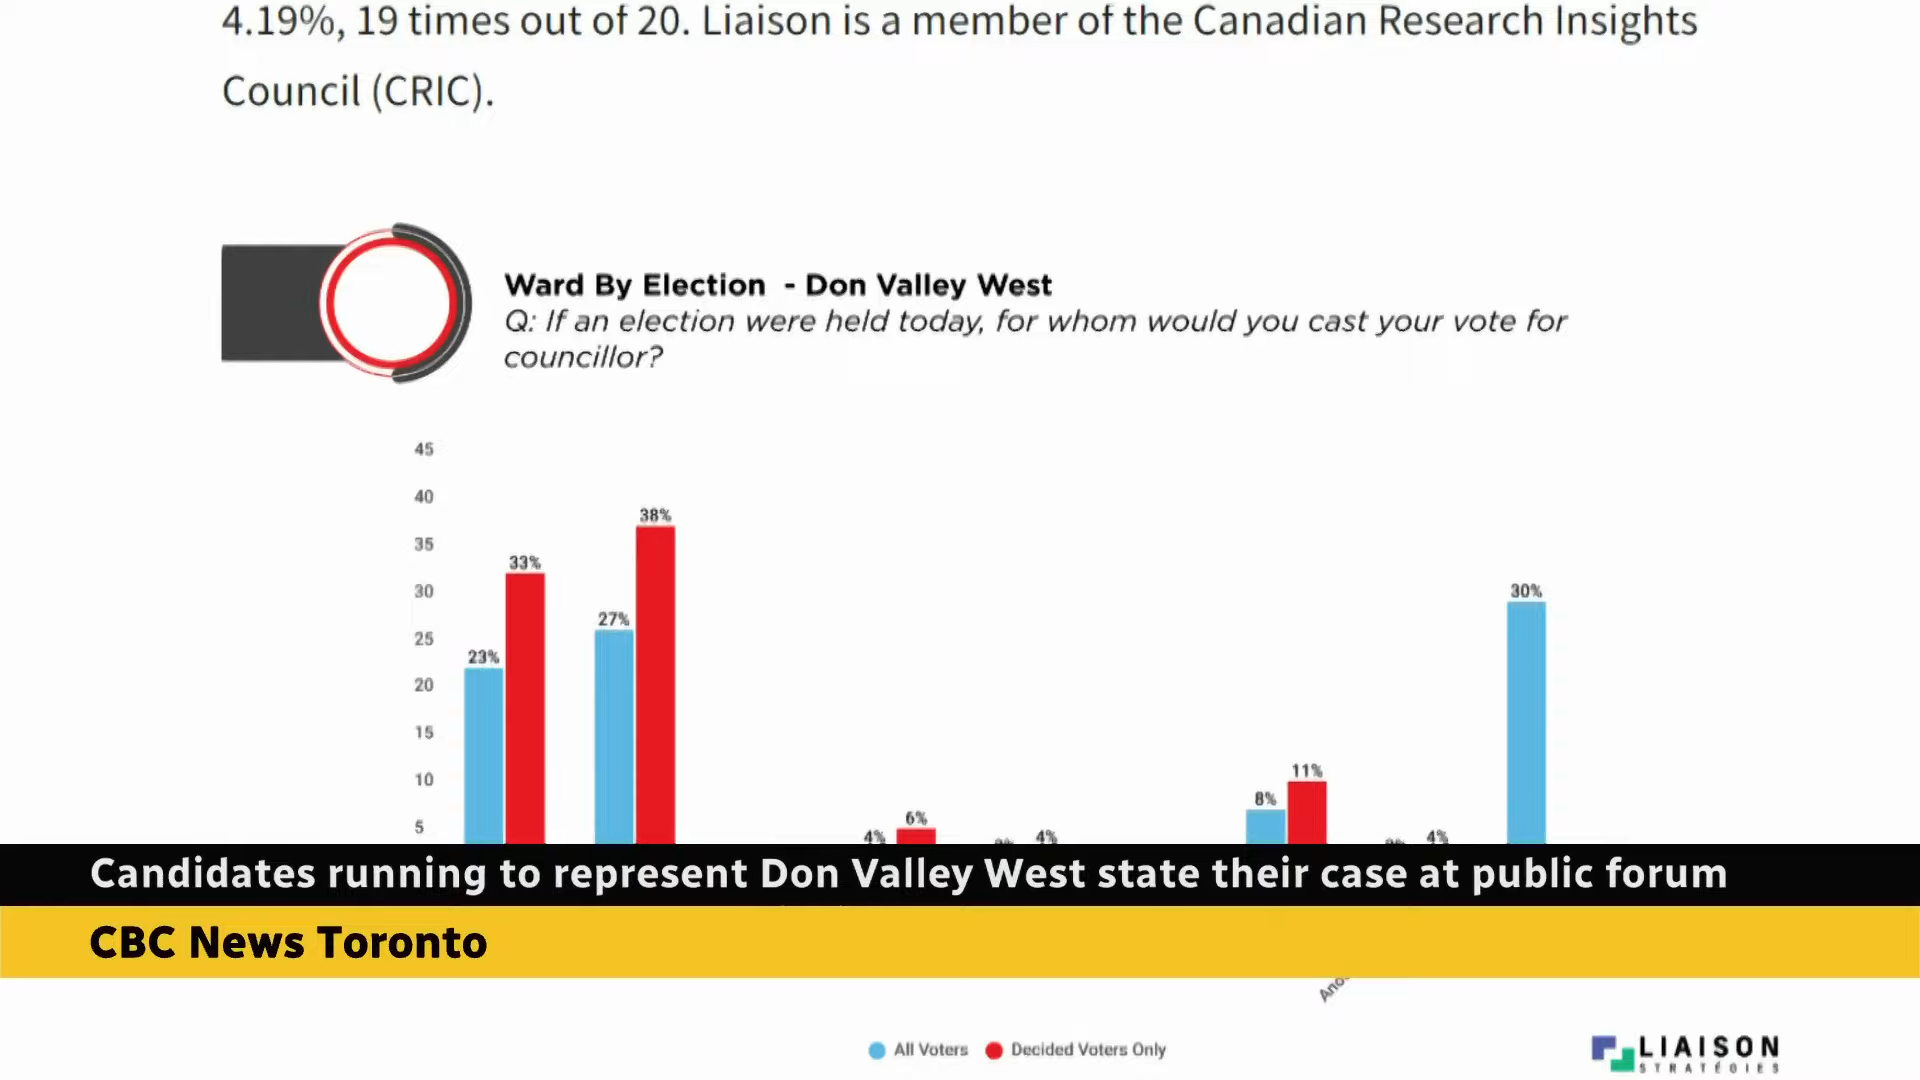 4.19%, 19 times out of 20. Liaison is a member of the Canadian Research Insights
Council (CRIC).
Ward By Election - Don Valley West
Q: If an election were held today, for whom would you cast your vote for
councillor?
45
40
35
30
25
20
15
10
5
23%
33%
27%
38%
4%
6%
4%
8%
11%
4%
30%
Candidates running to represent Don Valley West state their case at public forum
CBC News Toronto
All Voters
Decided Voters Only
LIAISON
STRATÉGIES